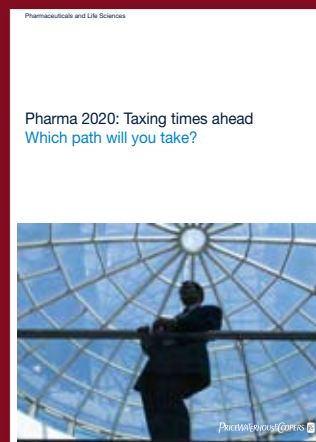 Pharmaceuticals and Life Sciences
Pharma 2020: Taxing times ahead
Which path will you take?
PRICEWATERHOUSECOOPERS